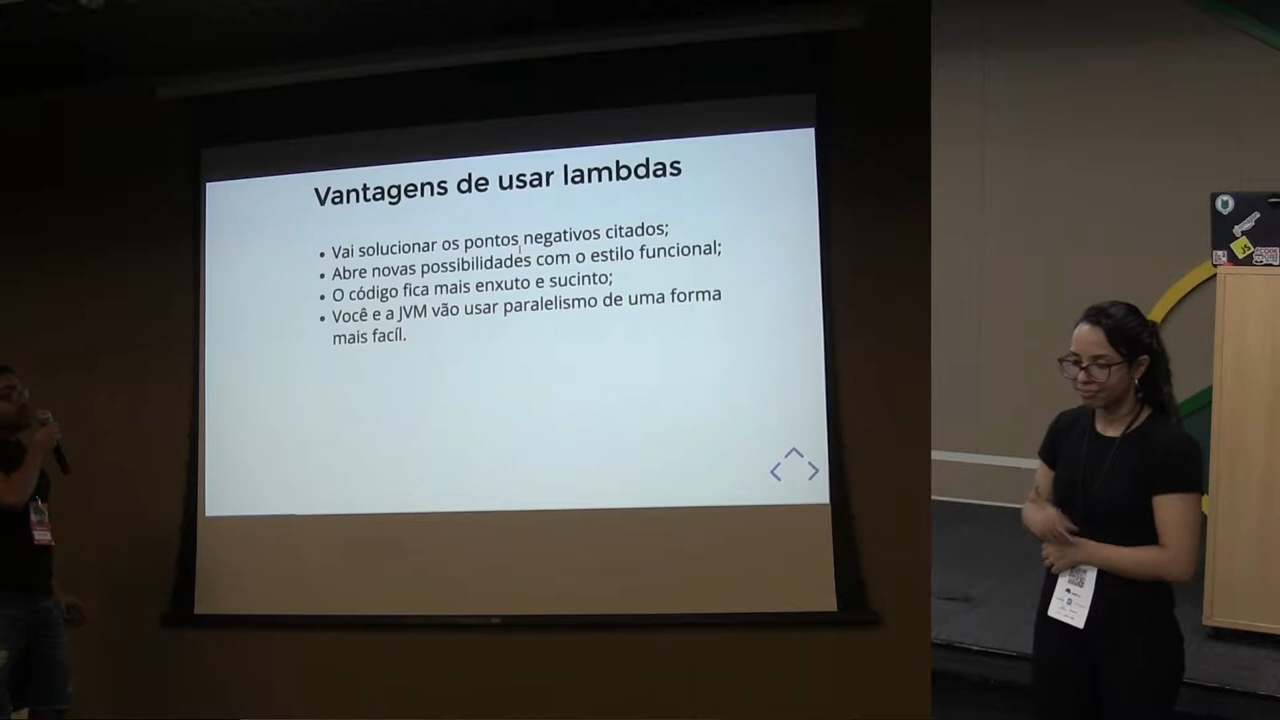 Vantagens de usar lambdas
• Vai solucionar os pontos negativos citados;
• Abre novas possibilidades com o estilo funcional;
• O código fica mais enxuto e sucinto;
• Você e a JVM vão usar paralelismo de uma forma
mais facíl.
JS